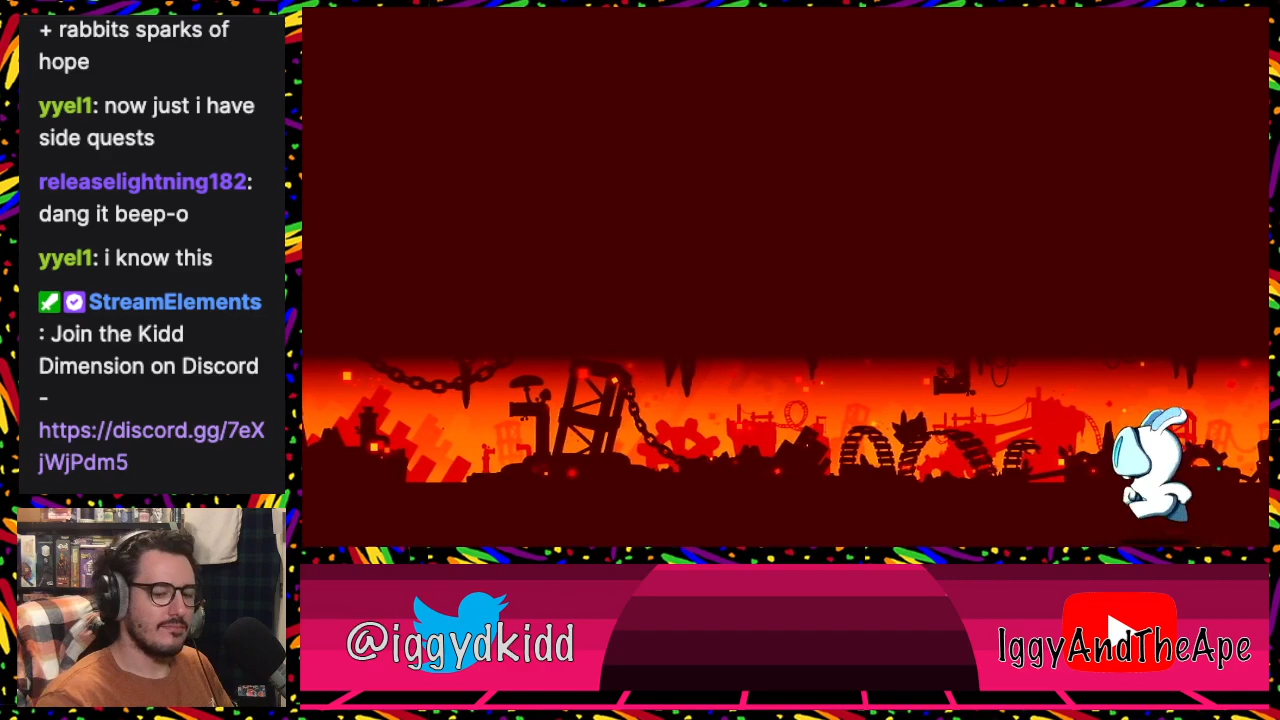 + rabbits sparks of
hope
yyel1: now just i have
side quests
releaselightning182:
dang it beep-o
yyel1: i know this
StreamElements
: Join the Kidd
Dimension on Discord
-
https://discord.gg/7eX
jWjPdm5
@iggydkidd
IggyAndTheApe